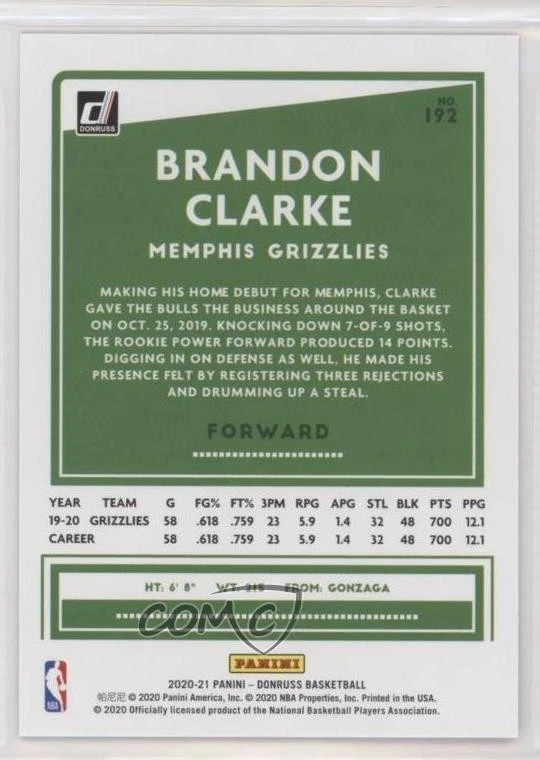 DONRUSS
NO.
192
BRANDON
CLARKE
MEMPHIS GRIZZLIES
MAKING HIS HOME DEBUT FOR MEMPHIS, CLARKE
GAVE THE BULLS THE BUSINESS AROUND THE BASKET
ON OCT. 25, 2019. KNOCKING DOWN 7-OF-9 SHOTS,
THE ROOKIE POWER FORWARD PRODUCED 14 POINTS.
DIGGING IN ON DEFENSE AS WELL, HE MADE HIS
PRESENCE FELT BY REGISTERING THREE REJECTIONS
AND DRUMMING UP A STEAL.
FORWARD
YEAR TEAM G FG% FT% 3PM RPG APG STL BLK PTS PPG
19-20 GRIZZLIES 58 .618 .759 23 5.9 1.4 32 48 700 12.1
CAREER 58 .618 .759 23 5.9 1.4 32 48 700 12.1
HT: 6' 8" WT: 215 FROM: GONZAGA
COMC
PANINI
NBA
2020-21 PANINI – DONRUSS BASKETBALL
帕尼尼 © 2020 Panini America, Inc. © 2020 NBA Properties, Inc. Printed in the USA.
© 2020 Officially licensed product of the National Basketball Players Association.